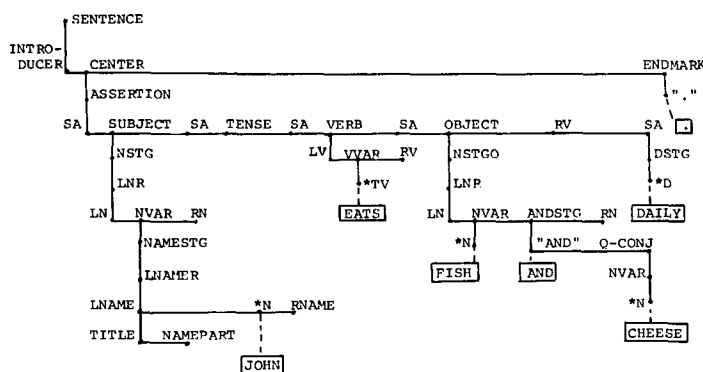 SENTENCE
INTRO-
DUCER CENTER ENDMARK
ASSERTION "."
SA SUBJECT SA TENSE SA VERB SA OBJECT RV SA .
NSTG LV VVAR RV NSTGO DSTG
LNR *TV LNR *D
LN NVAR RN EATS LN NVAR ANDSTG RN DAILY
NAMESTG *N "AND" Q-CONJ
LNAMER FISH AND NVAR
LNAME *N RNAME *N
TITLE NAMEPART JOHN CHEESE